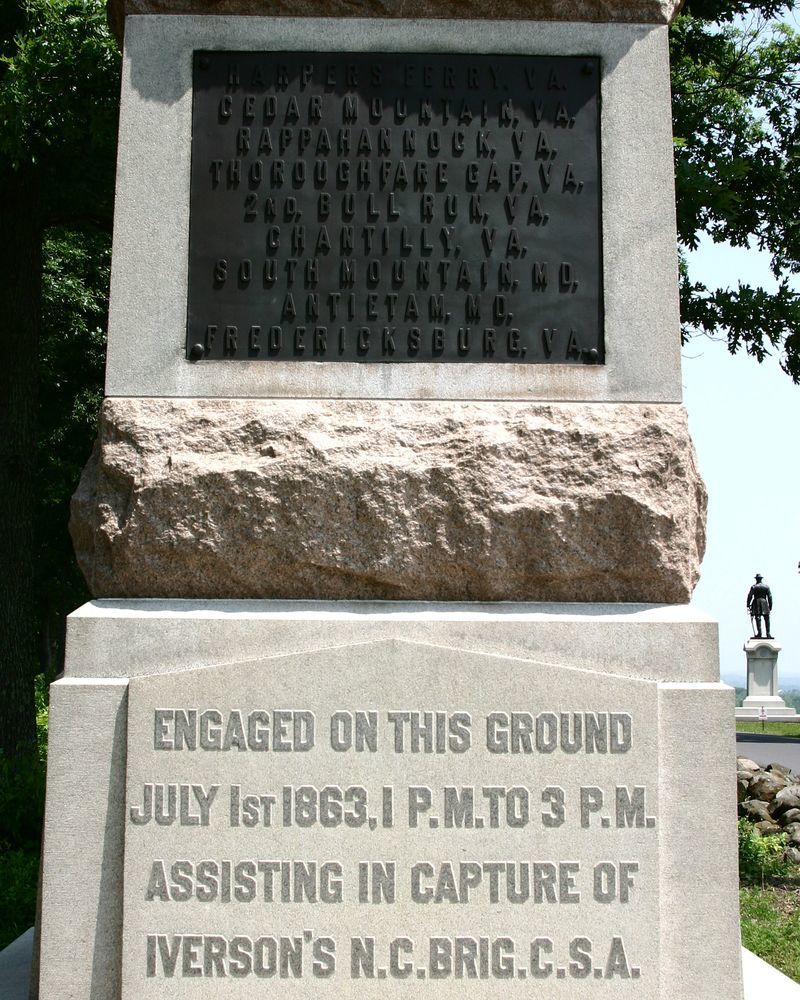 HARPERS FERRY, VA.
CEDAR MOUNTAIN, VA,
RAPPAHANNOCK, VA,
THOROUGHFARE GAP, VA,
2ND, BULL RUN, VA,
CHANTILLY, VA,
SOUTH MOUNTAIN, MD,
ANTIETAM, MD,
FREDERICKSBURG, VA.
ENGAGED ON THIS GROUND
JULY 1ST 1863, 1 P.M. TO 3 P.M.
ASSISTING IN CAPTURE OF
IVERSON'S N.C. BRIG. C.S.A.